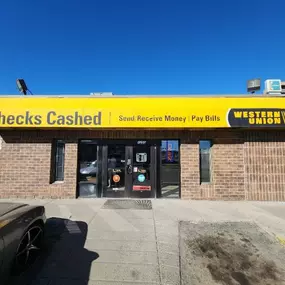 hecks Cashed
Send Receive Money | Pay Bills
WESTERN
UNION